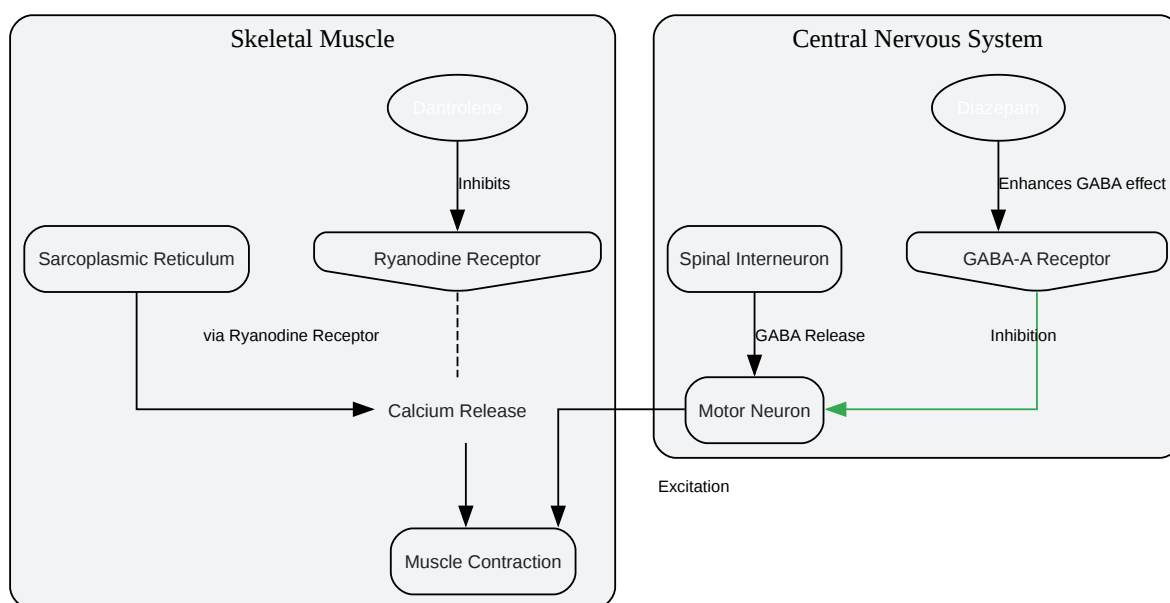 Skeletal Muscle
Central Nervous System
Dantrolene
Diazepam
Inhibits
Enhances GABA effect
Sarcoplasmic Reticulum
Ryanodine Receptor
Spinal Interneuron
GABA-A Receptor
via Ryanodine Receptor
GABA Release
Inhibition
Calcium Release
Motor Neuron
Excitation
Muscle Contraction